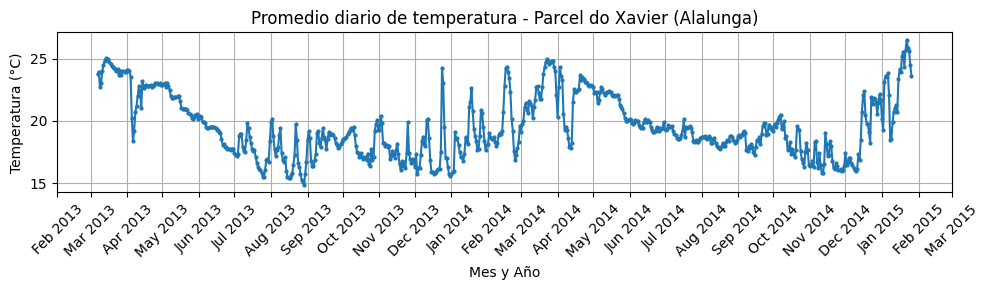 Promedio diario de temperatura - Parcel do Xavier (Alalunga)
Temperatura (°C)
25
20
15
Feb 2013
Mar 2013
Apr 2013
May 2013
Jun 2013
Jul 2013
Aug 2013
Sep 2013
Oct 2013
Nov 2013
Dec 2013
Jan 2014
Feb 2014
Mar 2014
Apr 2014
May 2014
Jun 2014
Jul 2014
Aug 2014
Sep 2014
Oct 2014
Nov 2014
Dec 2014
Jan 2015
Feb 2015
Mar 2015
Mes y Año